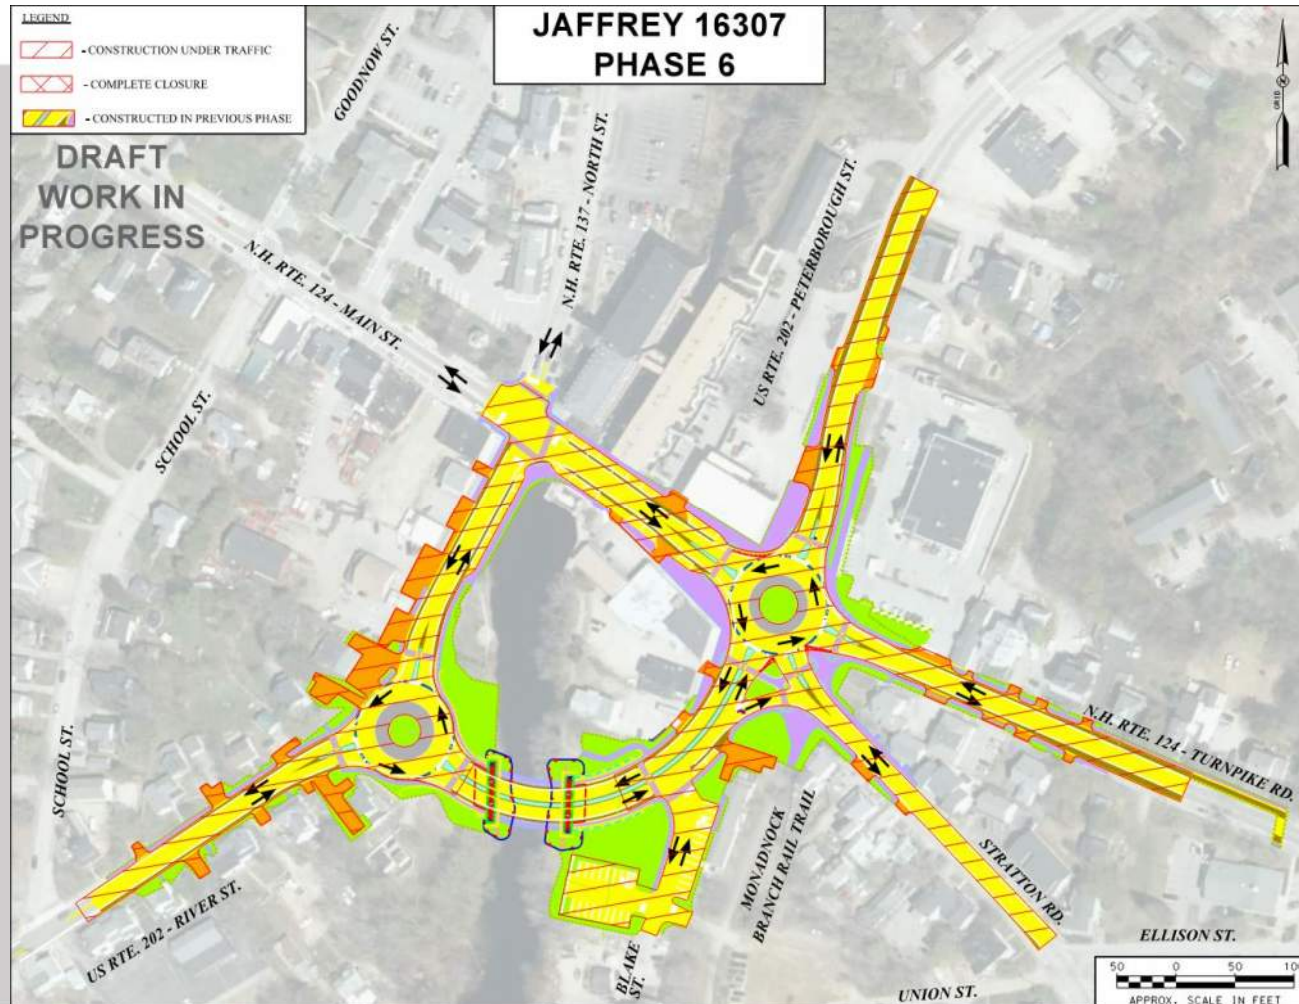 LEGEND
- CONSTRUCTION UNDER TRAFFIC
- COMPLETE CLOSURE
- CONSTRUCTED IN PREVIOUS PHASE
JAFFREY 16307
PHASE 6
DRAFT
WORK IN
PROGRESS
GOODNOW ST.
N.H. RTE. 137 - NORTH ST.
US RTE. 202 - PETERBOROUGH ST.
GRID
N
N.H. RTE. 124 - MAIN ST.
SCHOOL ST.
SCHOOL ST.
N.H. RTE. 124 - TURNPIKE RD.
STRATTON RD.
MONADNOCK
BRANCH RAIL TRAIL
US RTE. 202 - RIVER ST.
BLAKE
ST.
ELLISON ST.
UNION ST.
50 0 50 100
APPROX. SCALE IN FEET